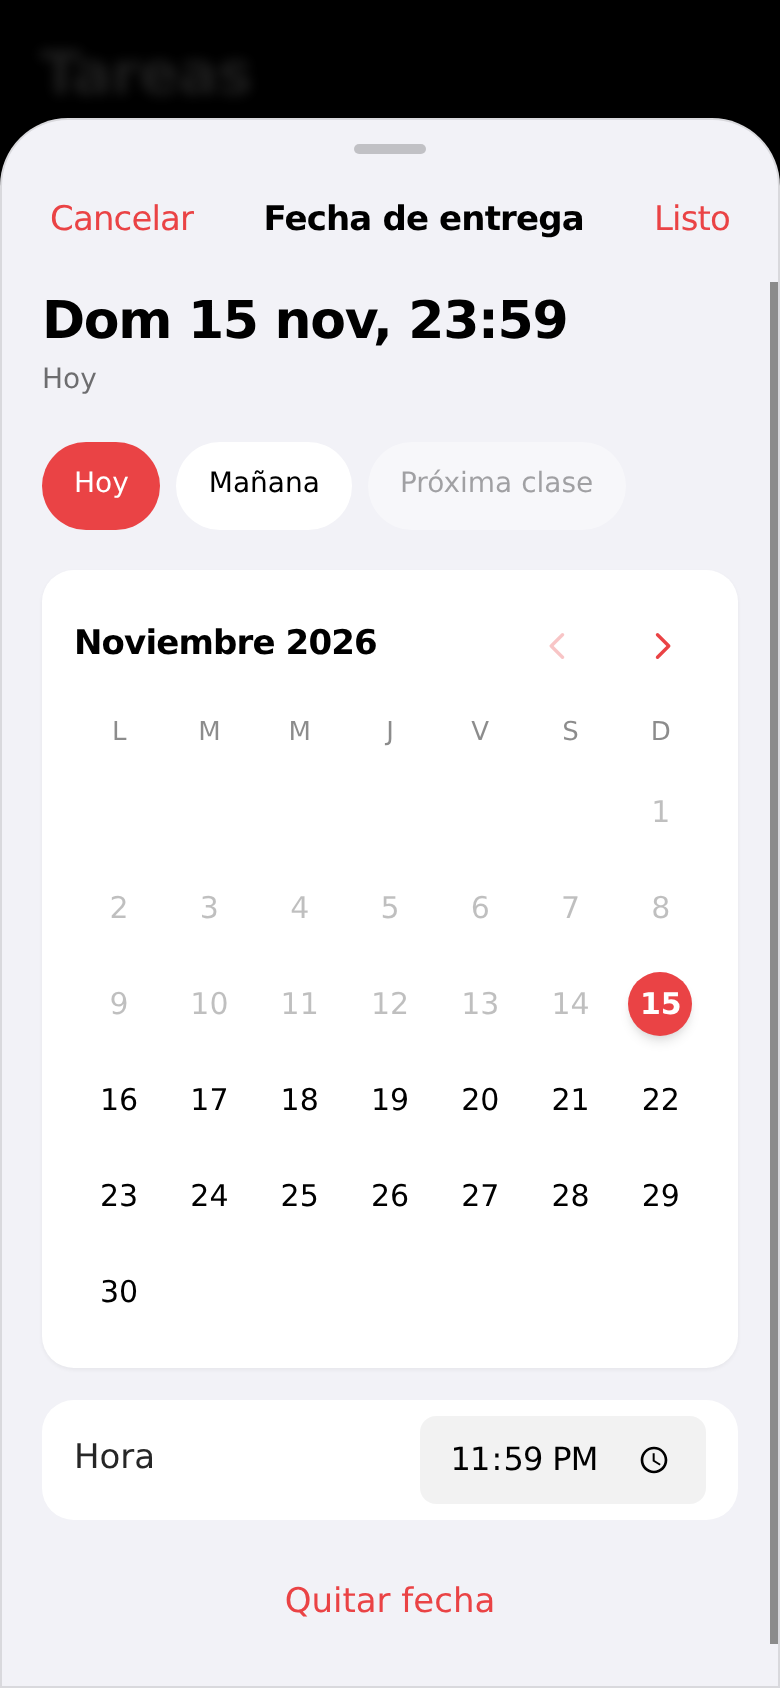 Tareas
Cancelar Fecha de entrega Listo
Dom 15 nov, 23:59
Hoy
Hoy Mañana Próxima clase
Noviembre 2026
L M M J V S D
1
2 3 4 5 6 7 8
9 10 11 12 13 14 15
16 17 18 19 20 21 22
23 24 25 26 27 28 29
30
Hora 11:59 PM
Quitar fecha